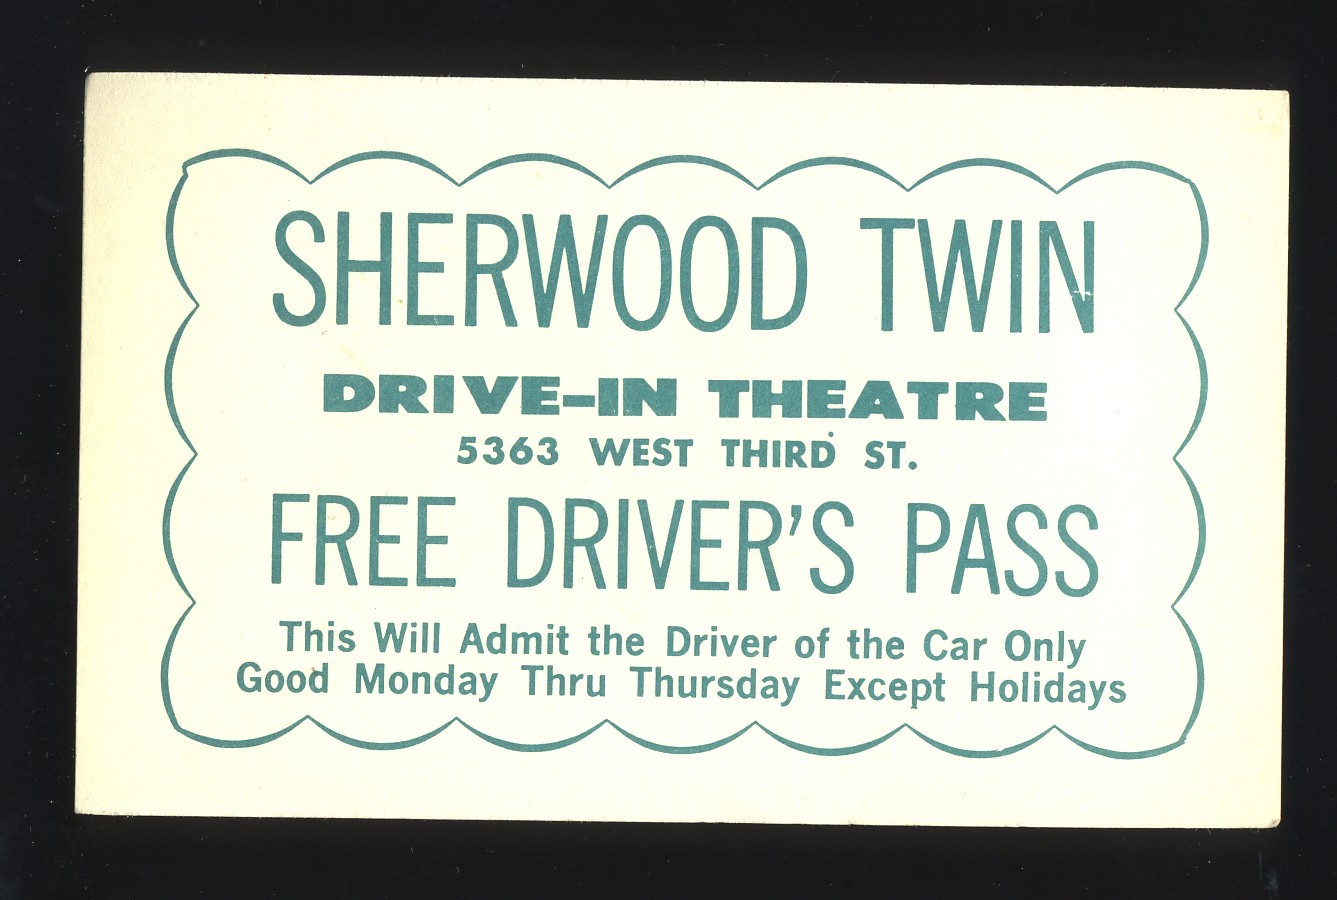 SHERWOOD TWIN
DRIVE-IN THEATRE
5363 WEST THIRD ST.
FREE DRIVER'S PASS
This Will Admit the Driver of the Car Only
Good Monday Thru Thursday Except Holidays